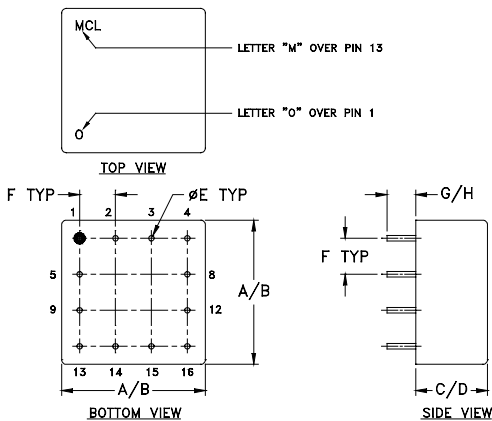 MCL
LETTER "M" OVER PIN 13
LETTER "O" OVER PIN 1
O
TOP VIEW
F TYP
ØE TYP
G/H
1 2 3 4
F TYP
5 8
A/B
9 12
13 14 15 16
A/B
C/D
BOTTOM VIEW
SIDE VIEW